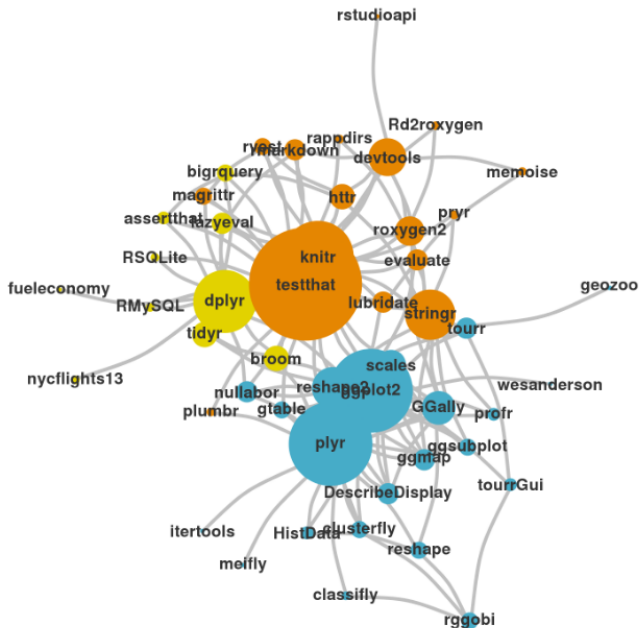 rstudioapi
Rd2roxygen
rappdirs
rvest
rmarkdown
devtools
bigrquery
memoise
magrittr
httr
assertthat
lazyeval
pryr
roxygen2
RSQLite
knitr
evaluate
testthat
fueleconomy
geozoo
dplyr
RMySQL
lubridate
stringr
tidyr
tourr
broom
scales
nycflights13
reshape2
wesanderson
nullabor
ggplot2
plumbr
gtable
GGally
profr
plyr
ggsubplot
ggmap
tourrGui
DescribeDisplay
itertools
HistData
clusterfly
reshape
meifly
classifly
rggobi